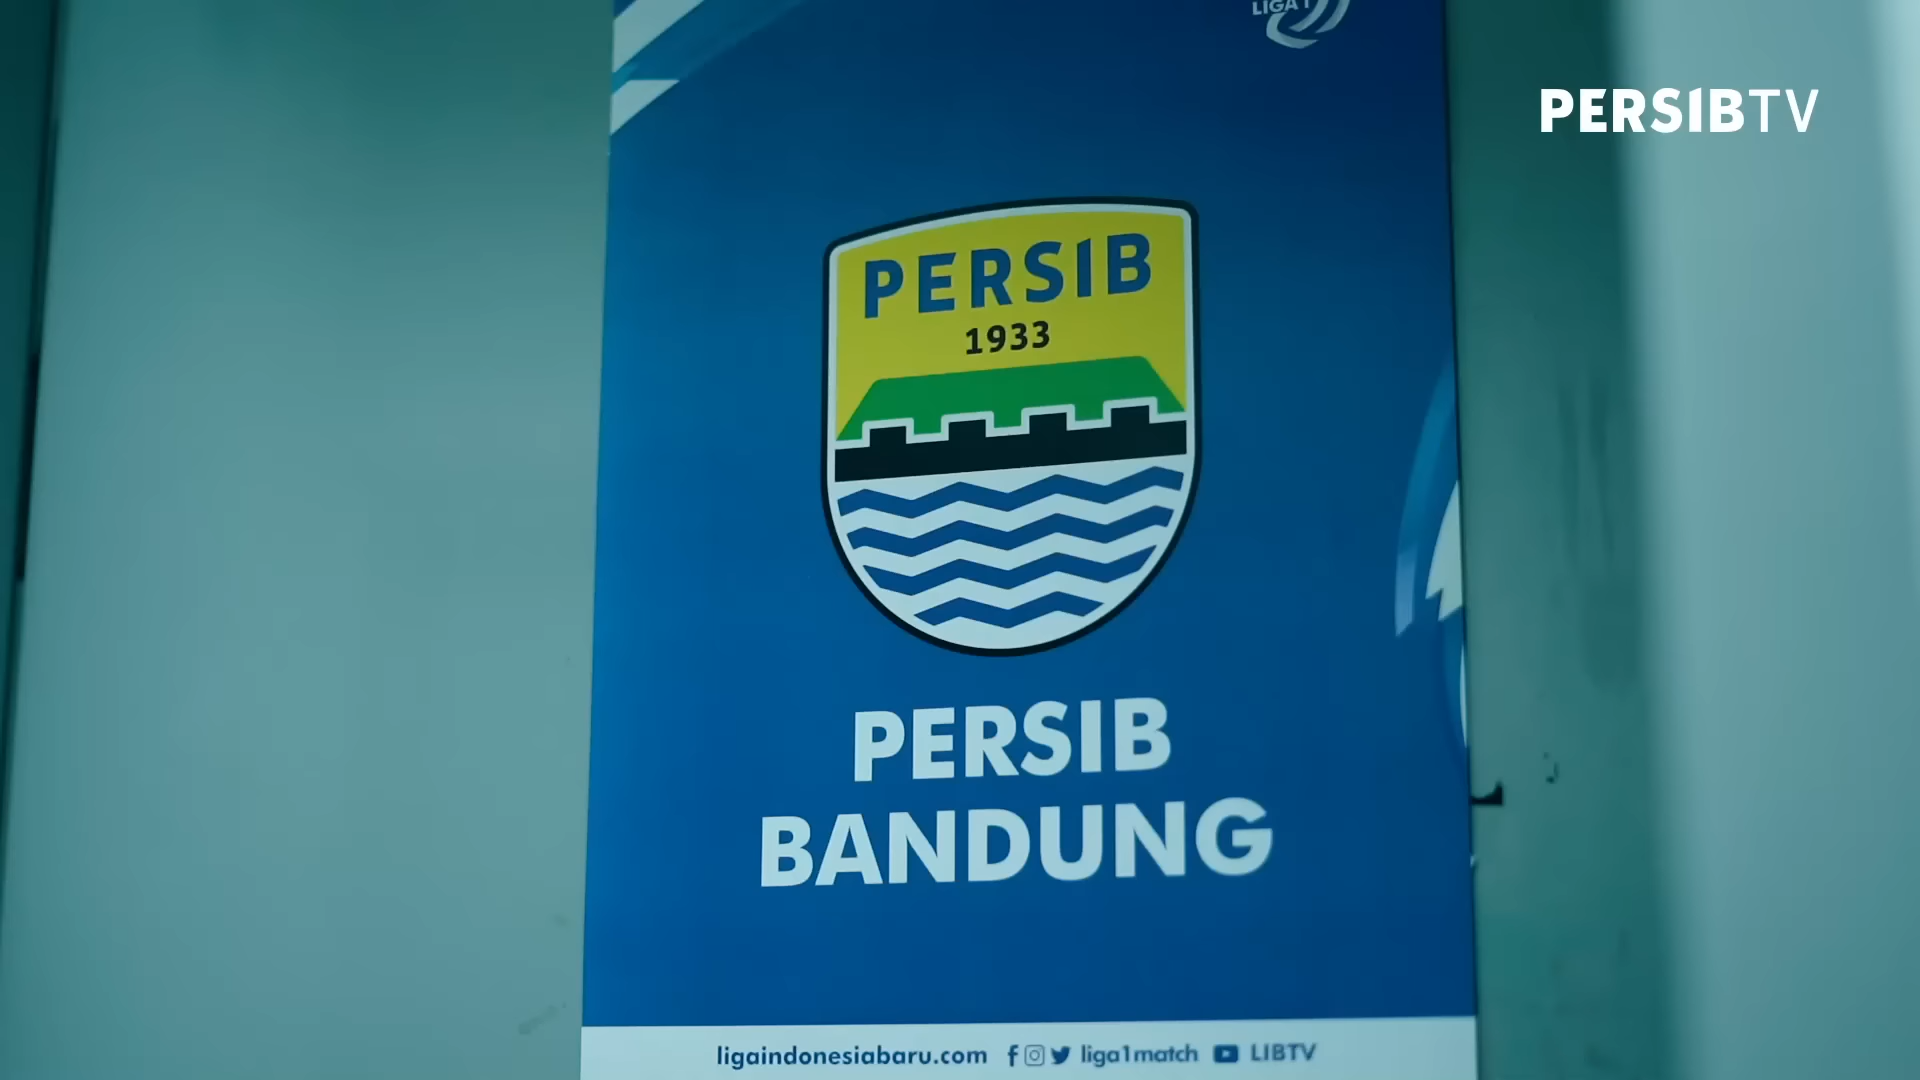 LIGA 1
PERSIBTV
PERSIB
1933
PERSIB
BANDUNG
ligaindonesiabaru.com liga1match LIBTV